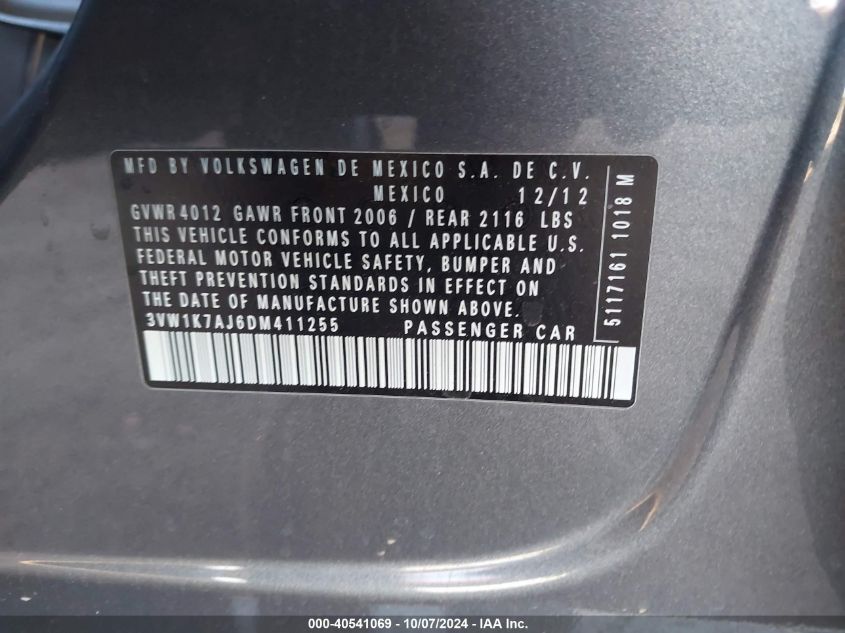 MFD BY VOLKSWAGEN DE MEXICO S.A. DE C.V.
MEXICO 12/12
GVWR 4012 GAWR FRONT 2006 / REAR 2116 LBS
THIS VEHICLE CONFORMS TO ALL APPLICABLE U.S.
FEDERAL MOTOR VEHICLE SAFETY, BUMPER AND
THEFT PREVENTION STANDARDS IN EFFECT ON
THE DATE OF MANUFACTURE SHOWN ABOVE.
3VW1K7AJ6DM411255 PASSENGER CAR
5117161 1018 M
000-40541069 - 10/07/2024 - IAA Inc.